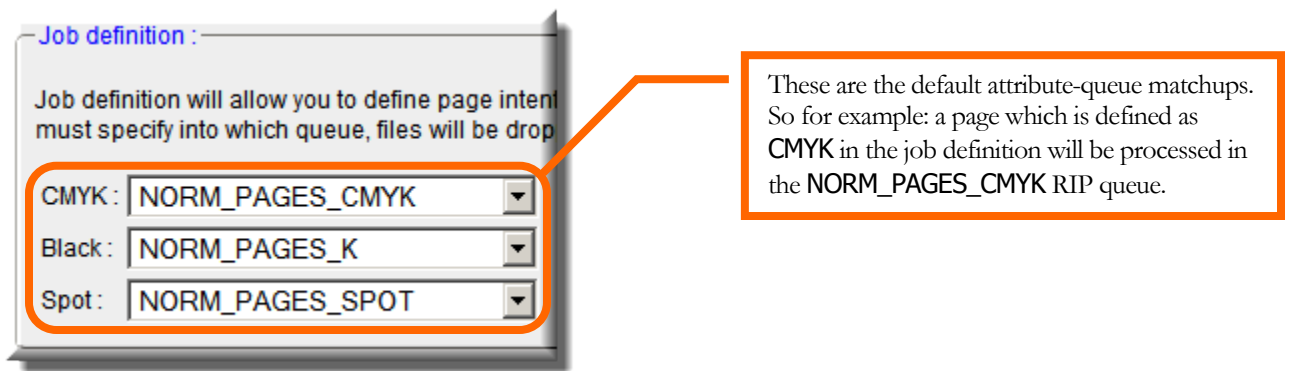 Job definition :
Job definition will allow you to define page intent
must specify into which queue, files will be drop
CMYK : NORM_PAGES_CMYK
Black : NORM_PAGES_K
Spot : NORM_PAGES_SPOT
These are the default attribute-queue matchups.
So for example: a page which is defined as
CMYK in the job definition will be processed in
the NORM_PAGES_CMYK RIP queue.